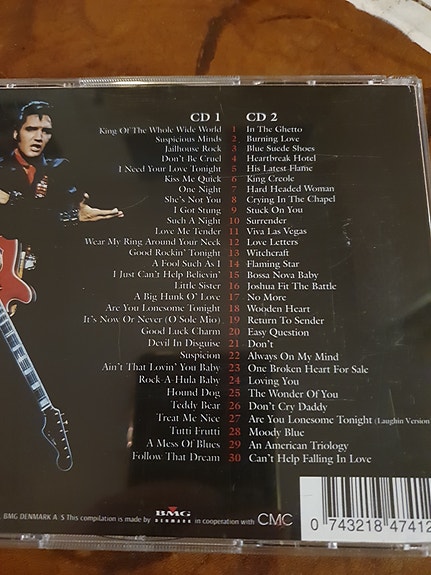 CD 1 CD 2
King Of The Whole Wide World 1 In The Ghetto
Suspicious Minds 2 Burning Love
Jailhouse Rock 3 Blue Suede Shoes
Don't Be Cruel 4 Heartbreak Hotel
I Need Your Love Tonight 5 His Latest Flame
Kiss Me Quick 6 King Creole
One Night 7 Hard Headed Woman
She's Not You 8 Crying In The Chapel
I Got Stung 9 Stuck On You
Such A Night 10 Surrender
Love Me Tender 11 Viva Las Vegas
Wear My Ring Around Your Neck 12 Love Letters
Good Rockin' Tonight 13 Witchcraft
A Fool Such As I 14 Flaming Star
I Just Can't Help Believin' 15 Bossa Nova Baby
Little Sister 16 Joshua Fit The Battle
A Big Hunk O' Love 17 No More
Are You Lonesome Tonight 18 Wooden Heart
It's Now Or Never (O Sole Mio) 19 Return To Sender
Good Luck Charm 20 Easy Question
Devil In Disguise 21 Don't
Suspicion 22 Always On My Mind
Ain't That Lovin' You Baby 23 One Broken Heart For Sale
Rock-A-Hula Baby 24 Loving You
Hound Dog 25 The Wonder Of You
Teddy Bear 26 Don't Cry Daddy
Treat Me Nice 27 Are You Lonesome Tonight (Laughin Version
Tutti Frutti 28 Moody Blue
A Mess Of Blues 29 An American Triology
Follow That Dream 30 Can't Help Falling In Love
BMG DENMARK A/S This compilation is made by BMG DENMARK in cooperation with CMC
0 743218 47412